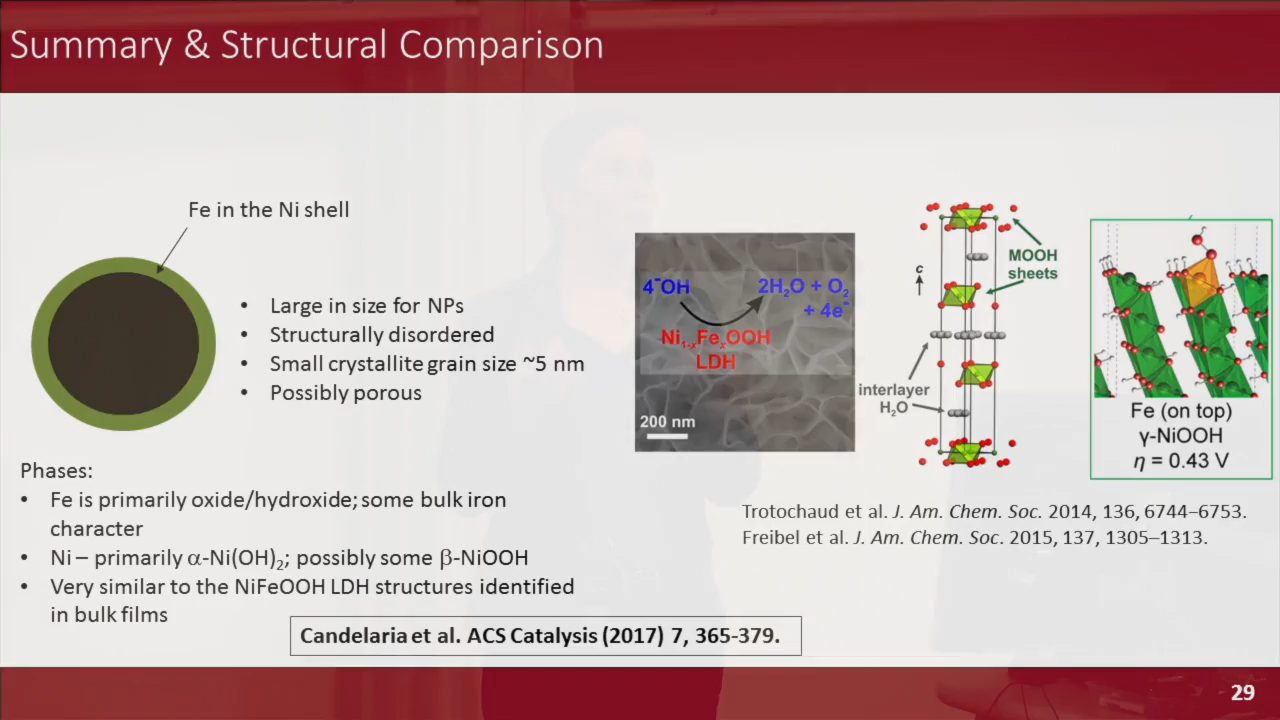 Summary & Structural Comparison
Fe in the Ni shell
• Large in size for NPs
• Structurally disordered
• Small crystallite grain size ~5 nm
• Possibly porous
Phases:
• Fe is primarily oxide/hydroxide; some bulk iron
character
• Ni – primarily α-Ni(OH)₂; possibly some β-NiOOH
• Very similar to the NiFeOOH LDH structures identified
in bulk films
4⁻OH
2H₂O + O₂
+ 4e⁻
Ni₁₋ₓFeₓOOH
LDH
200 nm
c
MOOH
sheets
interlayer
H₂O
Fe (on top)
γ-NiOOH
η = 0.43 V
Trotochaud et al. J. Am. Chem. Soc. 2014, 136, 6744–6753.
Freibel et al. J. Am. Chem. Soc. 2015, 137, 1305–1313.
Candelaria et al. ACS Catalysis (2017) 7, 365-379.
29